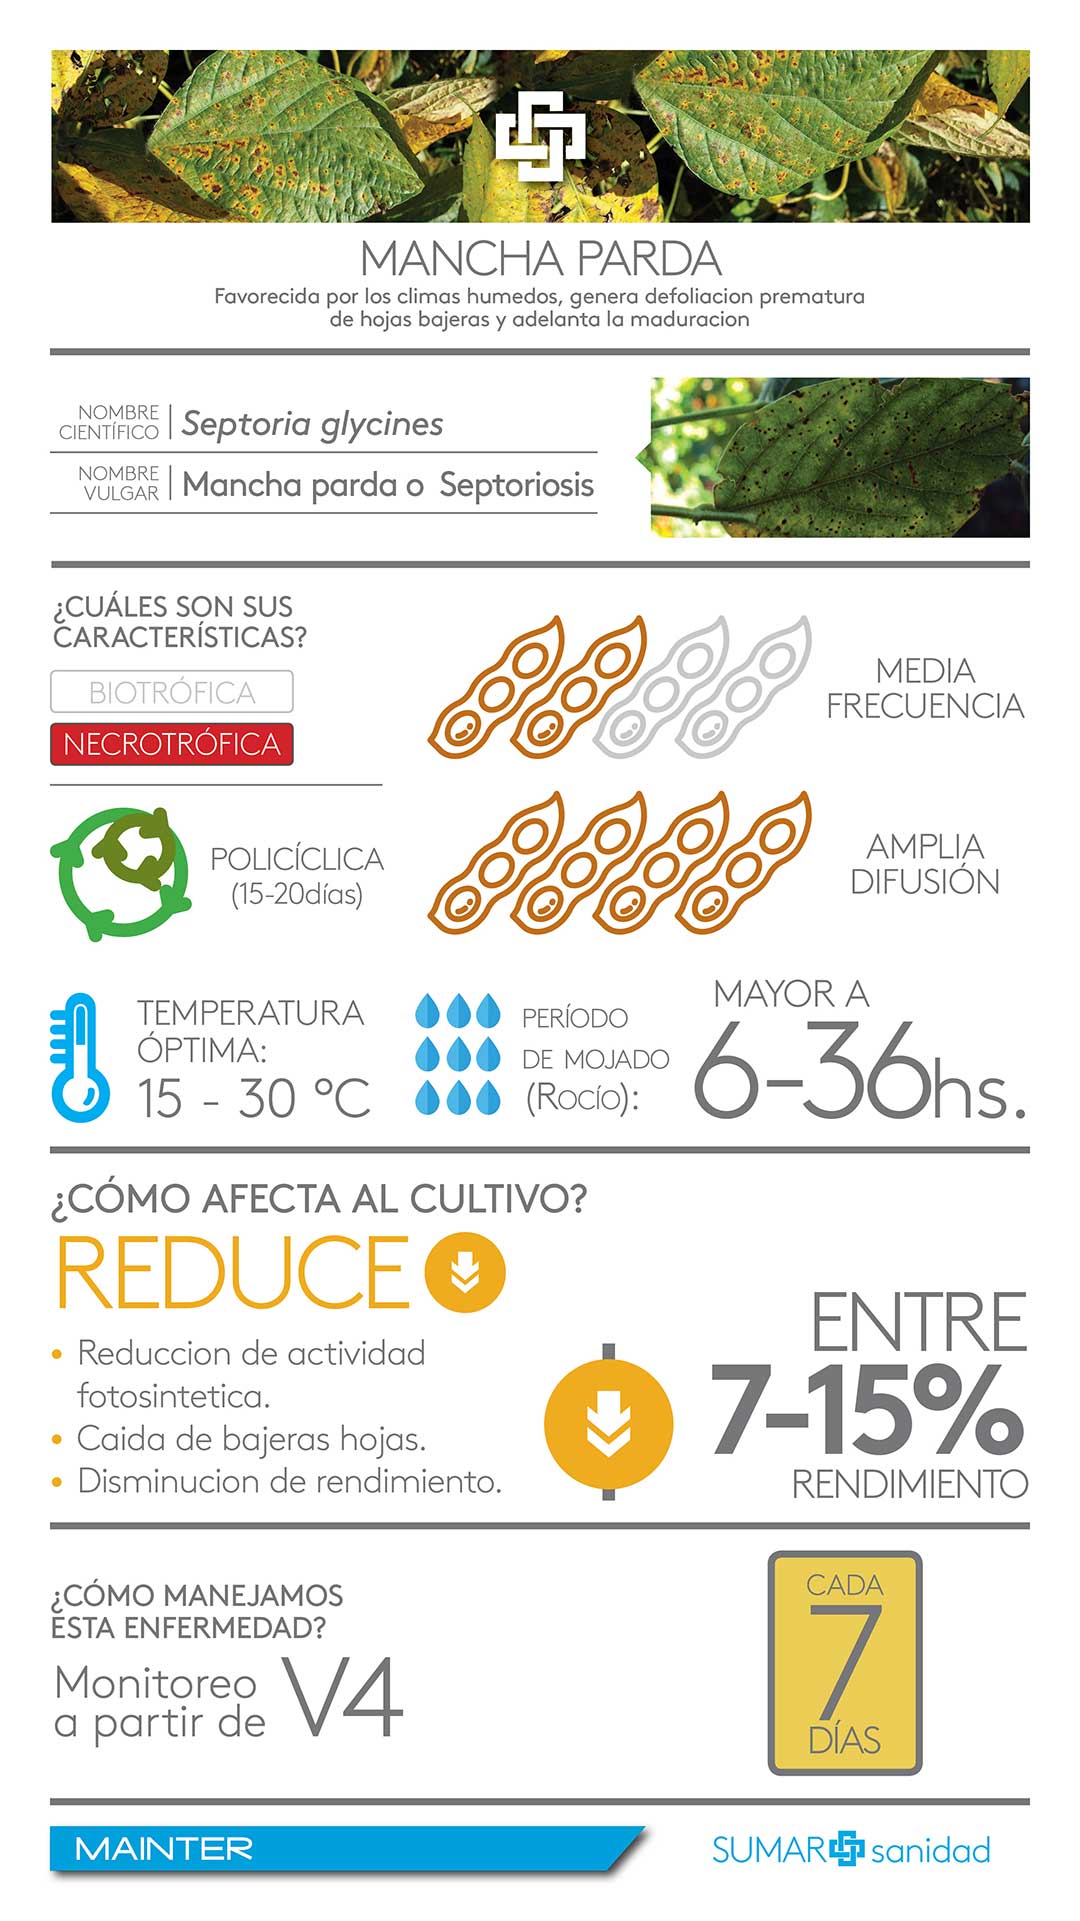 MANCHA PARDA
Favorecida por los climas humedos, genera defoliacion prematura
de hojas bajeras y adelanta la maduracion
NOMBRE
CIENTÍFICO
Septoria glycines
NOMBRE
VULGAR
Mancha parda o Septoriosis
¿CUÁLES SON SUS
CARACTERÍSTICAS?
BIOTRÓFICA
NECROTRÓFICA
MEDIA
FRECUENCIA
POLICÍCLICA
(15-20días)
AMPLIA
DIFUSIÓN
TEMPERATURA
ÓPTIMA:
15 - 30 °C
PERÍODO
DE MOJADO
(ROCÍO):
MAYOR A
6-36hs.
¿CÓMO AFECTA AL CULTIVO?
REDUCE
• Reduccion de actividad
fotosintetica.
• Caida de bajeras hojas.
• Disminucion de rendimiento.
ENTRE
7-15%
RENDIMIENTO
¿CÓMO MANEJAMOS
ESTA ENFERMEDAD?
Monitoreo
a partir de
V4
CADA
7
DÍAS
MAINTER
SUMAR sanidad